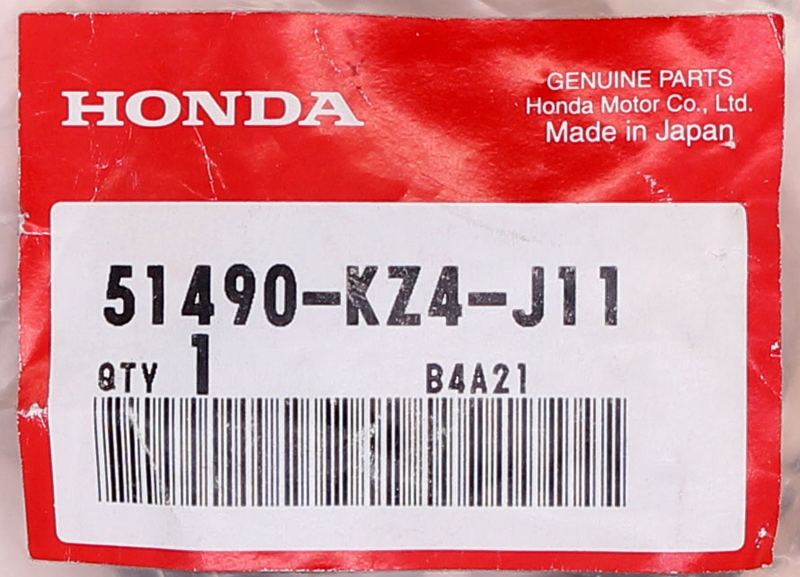 HONDA
GENUINE PARTS
Honda Motor Co., Ltd.
Made in Japan
51490-KZ4-J11
QTY 1 B4A21